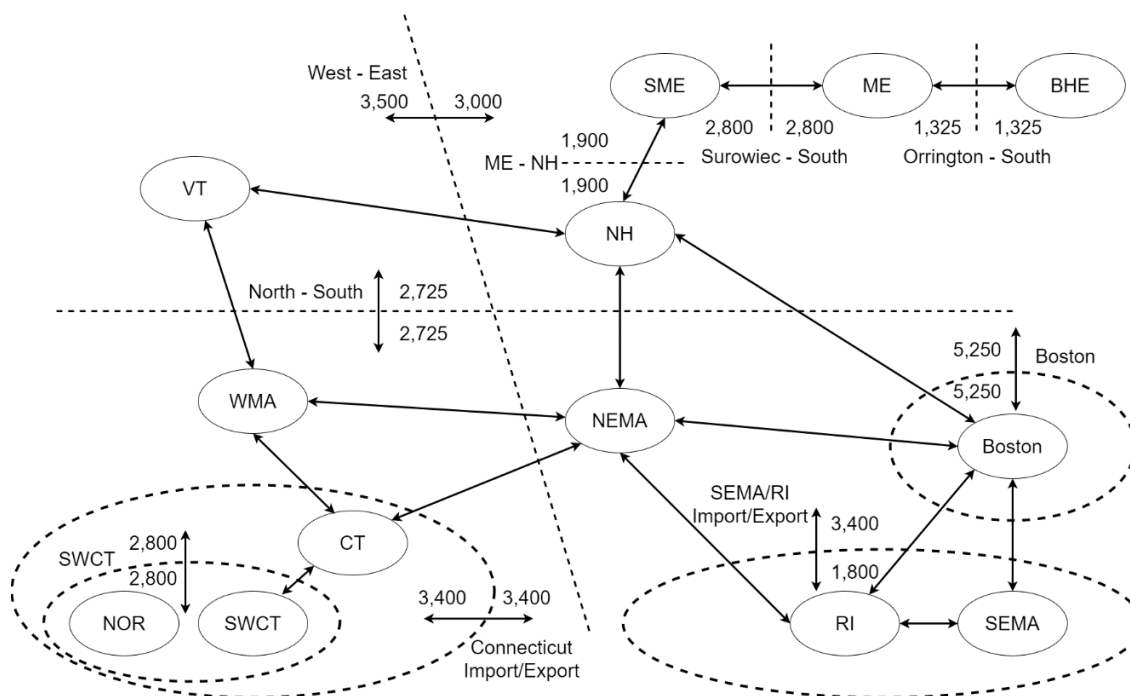 West - East
3,500 3,000
SME
ME
BHE
2,800 2,800
1,325 1,325
Surowiec - South
Orrington - South
1,900
ME - NH
1,900
VT
NH
North - South
2,725
2,725
5,250
Boston
5,250
WMA
NEMA
Boston
SEMA/RI
Import/Export
3,400
1,800
CT
2,800
SWCT
2,800
NOR
SWCT
3,400 3,400
Connecticut
Import/Export
RI
SEMA